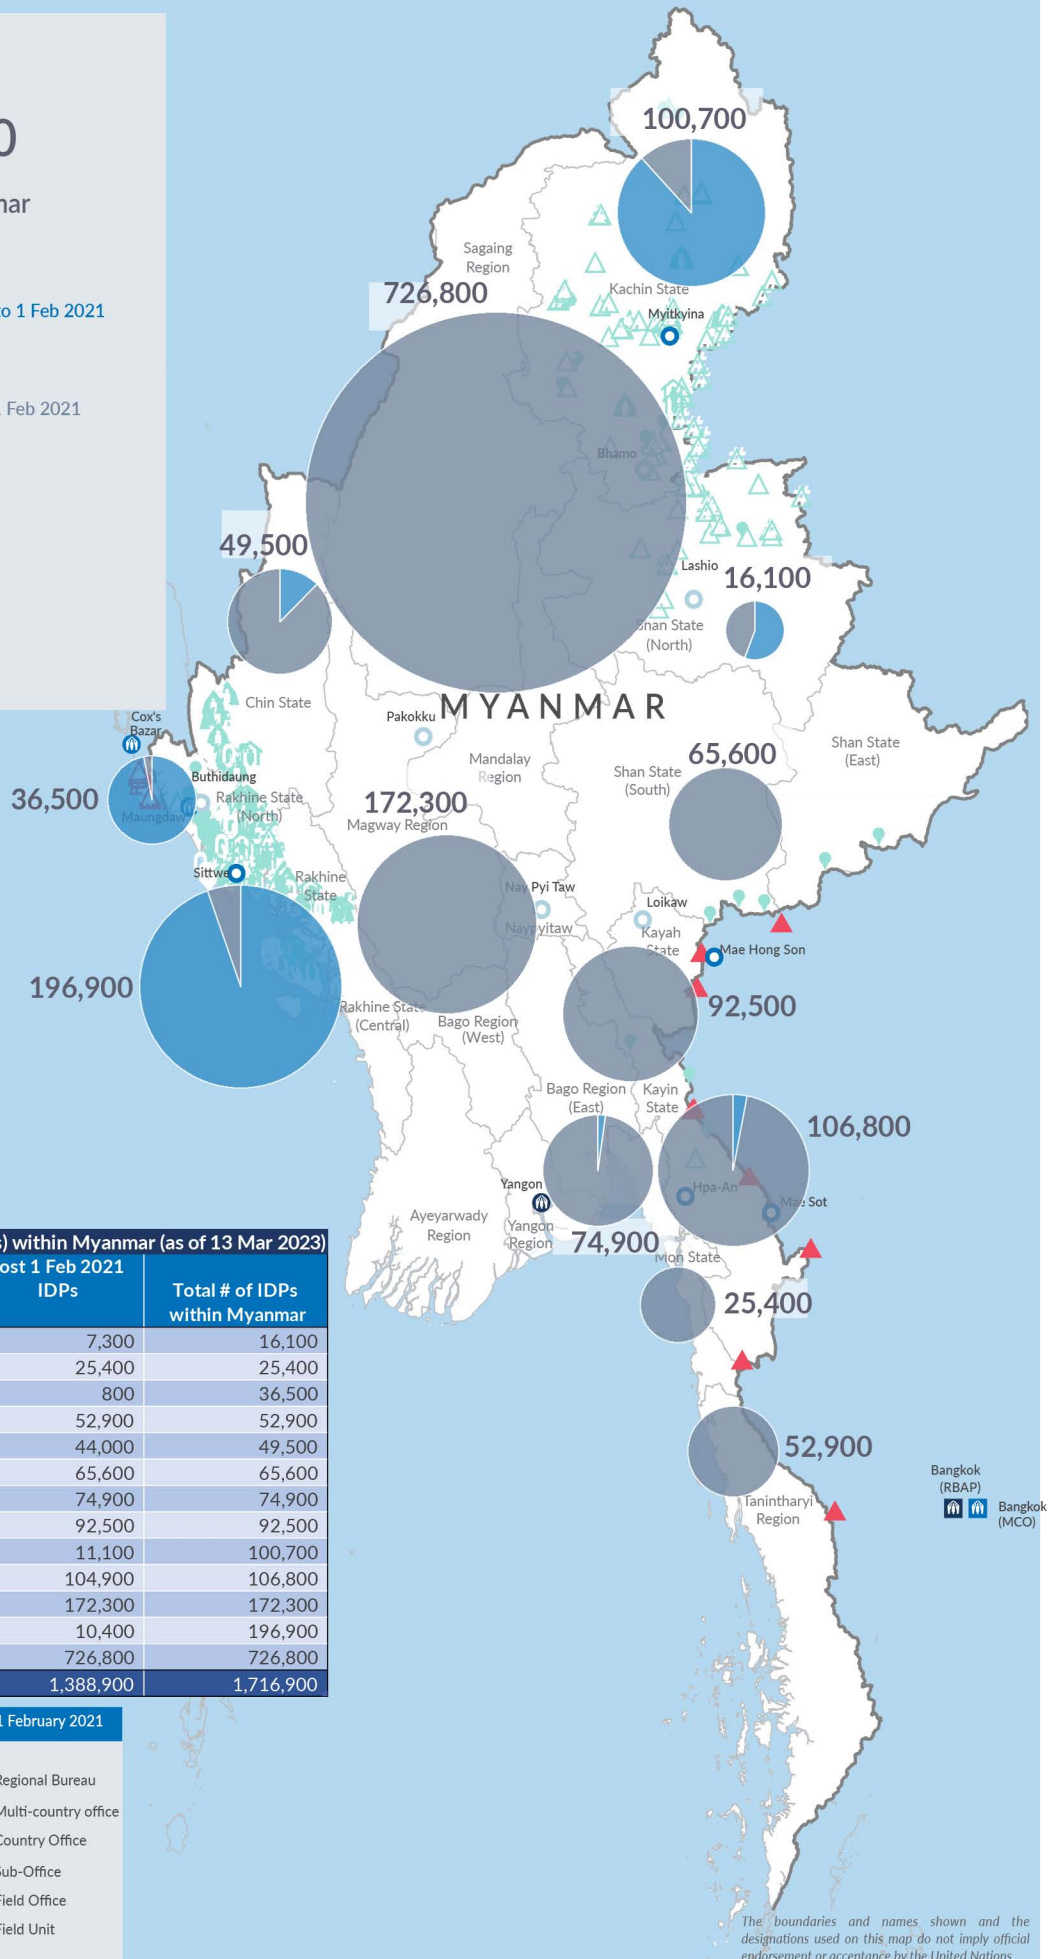 0
nar
to 1 Feb 2021
1 Feb 2021
100,700
Sagaing
Region
726,800
Kachin State
Myitkyina
Bhamo
49,500
Lashio
16,100
Shan State
(North)
Chin State
MYANMAR
Pakokku
Cox's
Bazar
Mandalay
Region
65,600
Shan State
(East)
Shan State
(South)
Buthidaung
36,500
Rakhine State
(North)
Maungdaw
172,300
Magway Region
Sittwe
Rakhine
State
Nay Pyi Taw
Naypyitaw
Loikaw
Kayah
State
Mae Hong Son
196,900
Rakhine State
(Central)
Bago Region
(West)
92,500
Bago Region
(East)
Kayin
State
106,800
Yangon
Hpa-An
Mae Sot
Ayeyarwady
Region
Yangon
Region
74,900
Mon State
25,400
s) within Myanmar (as of 13 Mar 2023)
ost 1 Feb 2021
IDPs
Total # of IDPs
within Myanmar
7,300 16,100
25,400 25,400
800 36,500
52,900 52,900
44,000 49,500
65,600 65,600
74,900 74,900
92,500 92,500
11,100 100,700
104,900 106,800
172,300 172,300
10,400 196,900
726,800 726,800
1,388,900 1,716,900
52,900
Tanintharyi
Region
Bangkok
(RBAP)
Bangkok
(MCO)
1 February 2021
Regional Bureau
Multi-country office
Country Office
Sub-Office
Field Office
Field Unit
The boundaries and names shown and the
designations used on this map do not imply official
endorsement or acceptance by the United Nations